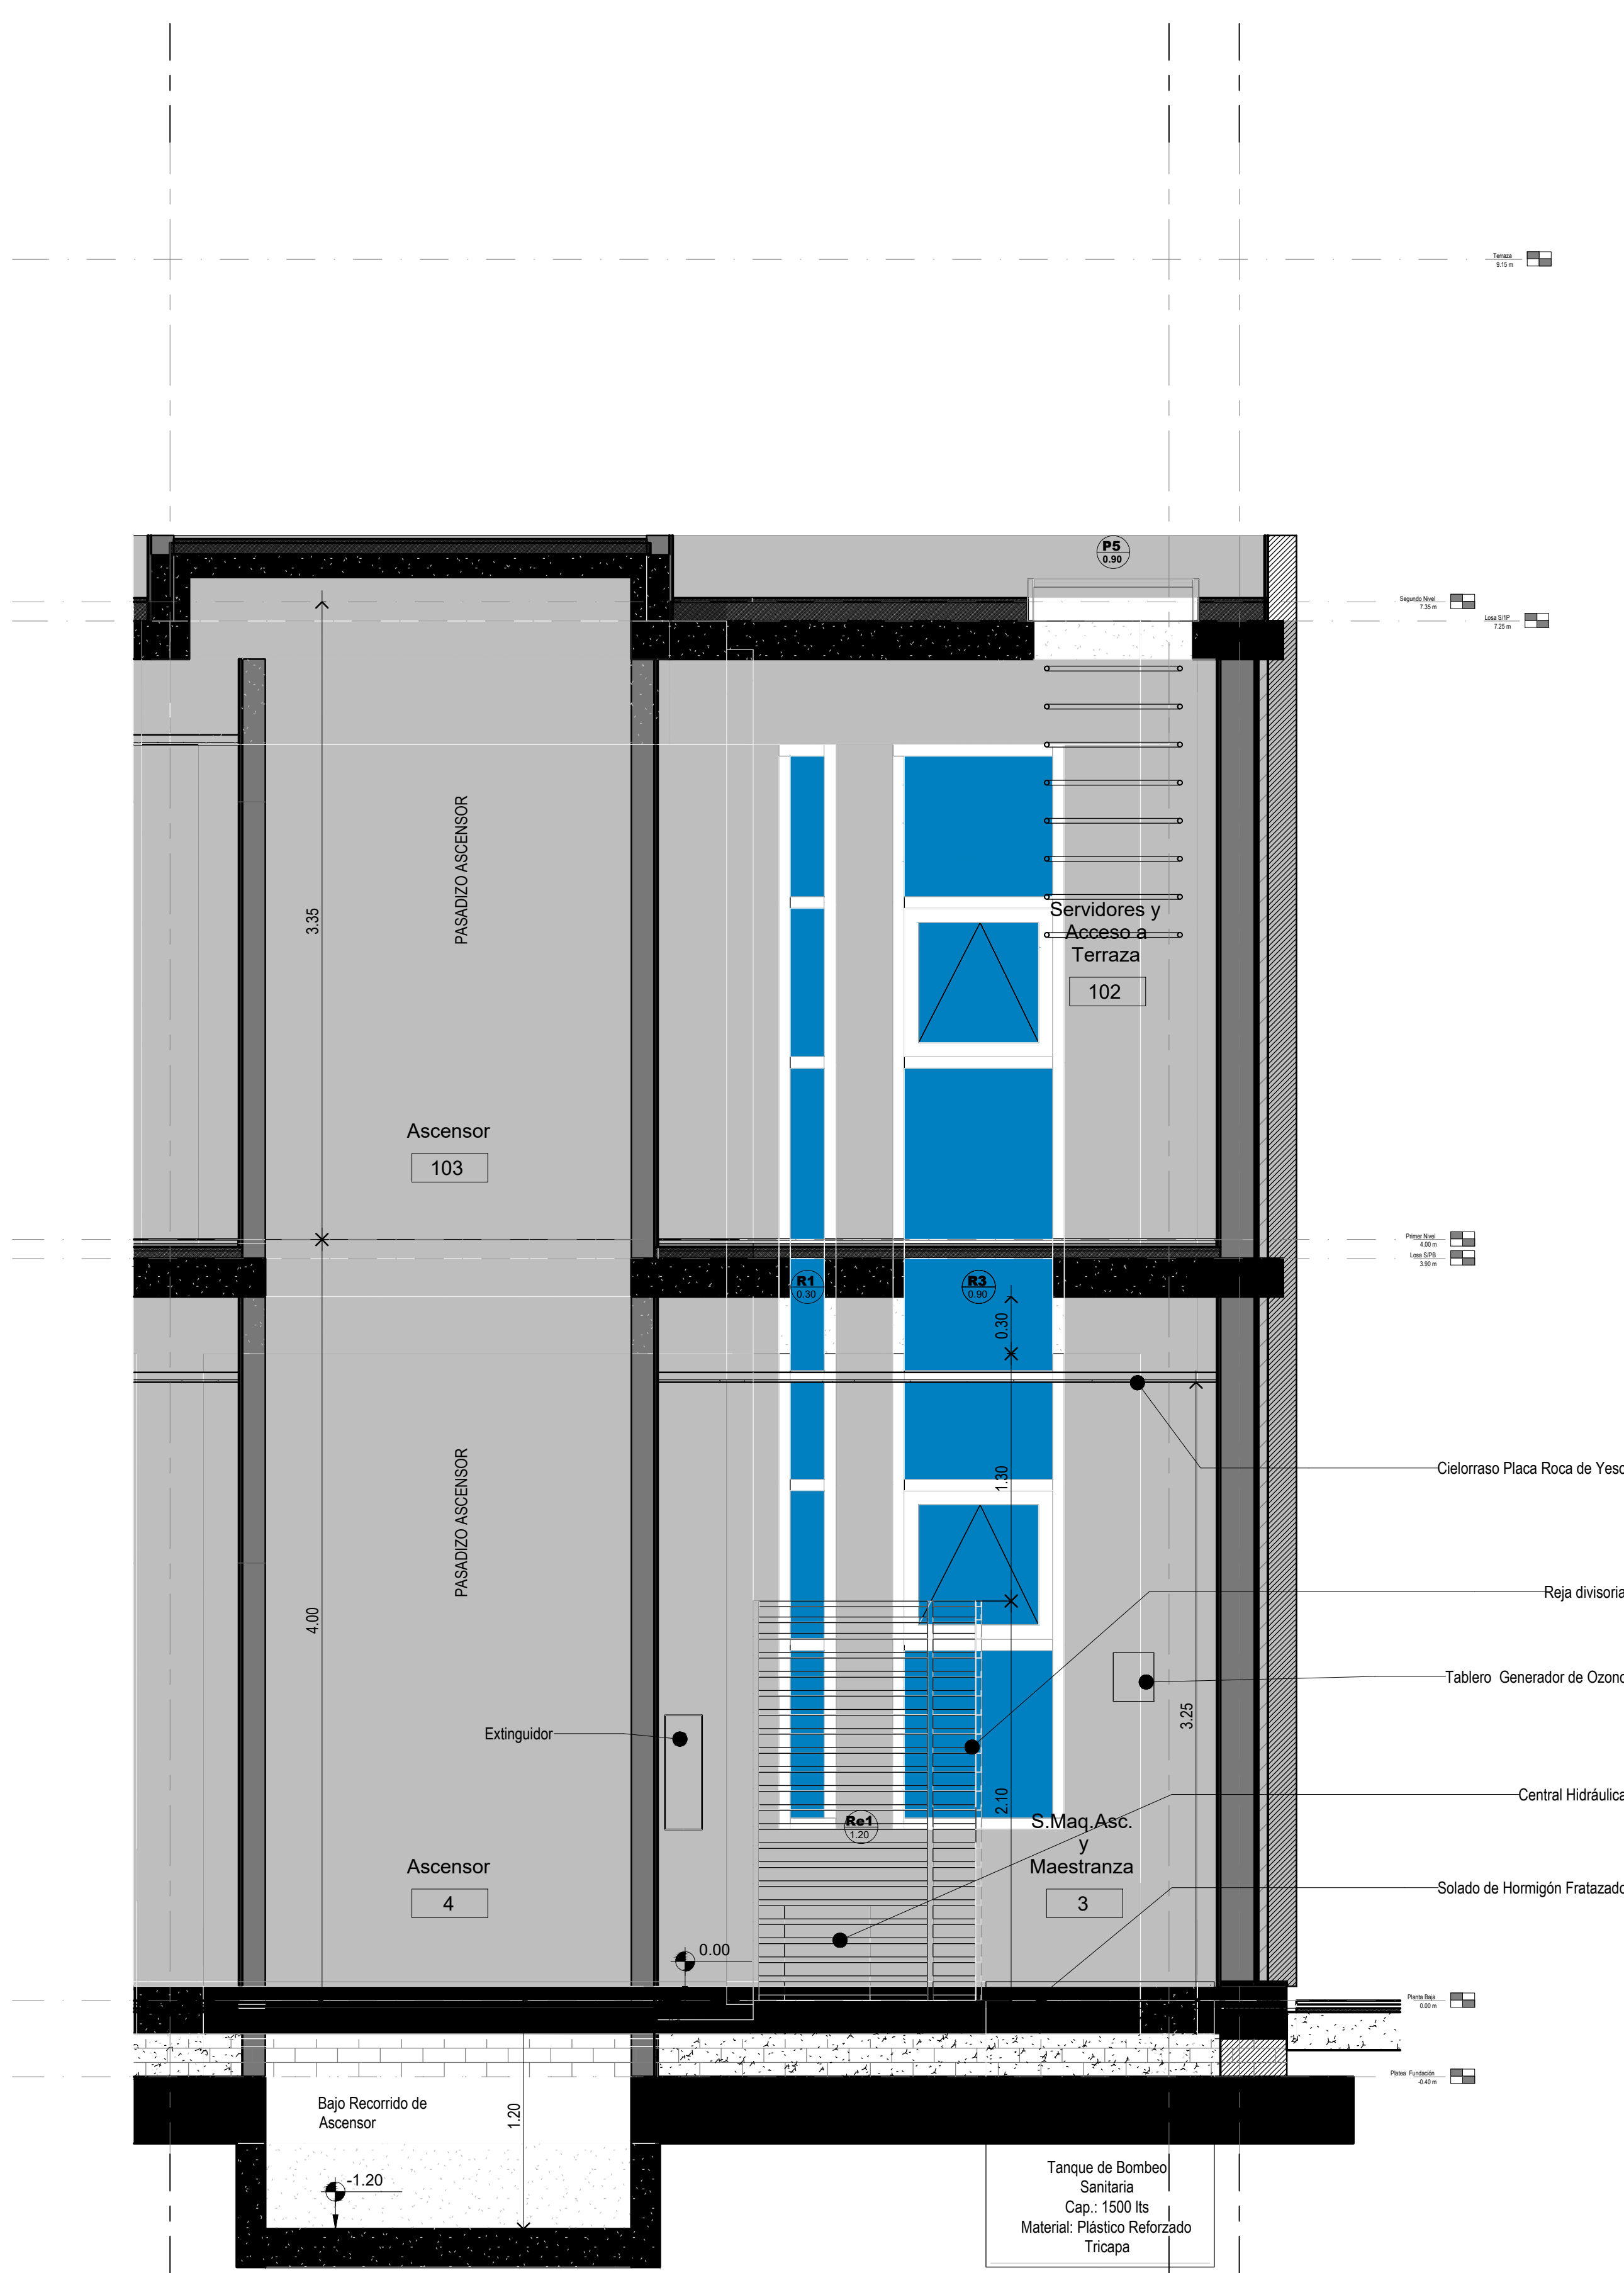 Terraza
9.15 m
P5
0.90
Segundo Nivel
7.35 m
Losa S/1P
7.25 m
3.35
PASADIZO ASCENSOR
Servidores y
Acceso a
Terraza
102
Ascensor
103
Primer Nivel
4.00 m
Losa S/PB
3.90 m
R1
0.30
R3
0.90
0.30
Cielorraso Placa Roca de Yeso
1.30
PASADIZO ASCENSOR
4.00
Reja divisoria
Tablero Generador de Ozono
3.25
Extinguidor
Central Hidráulica
2.10
Re1
1.20
S.Maq.Asc.
y
Maestranza
3
Ascensor
4
Solado de Hormigón Fratazado
0.00
Planta Baja
0.00 m
Platea Fundación
-0.40 m
Bajo Recorrido de
Ascensor
1.20
-1.20
Tanque de Bombeo
Sanitaria
Cap.: 1500 lts
Material: Plástico Reforzado
Tricapa